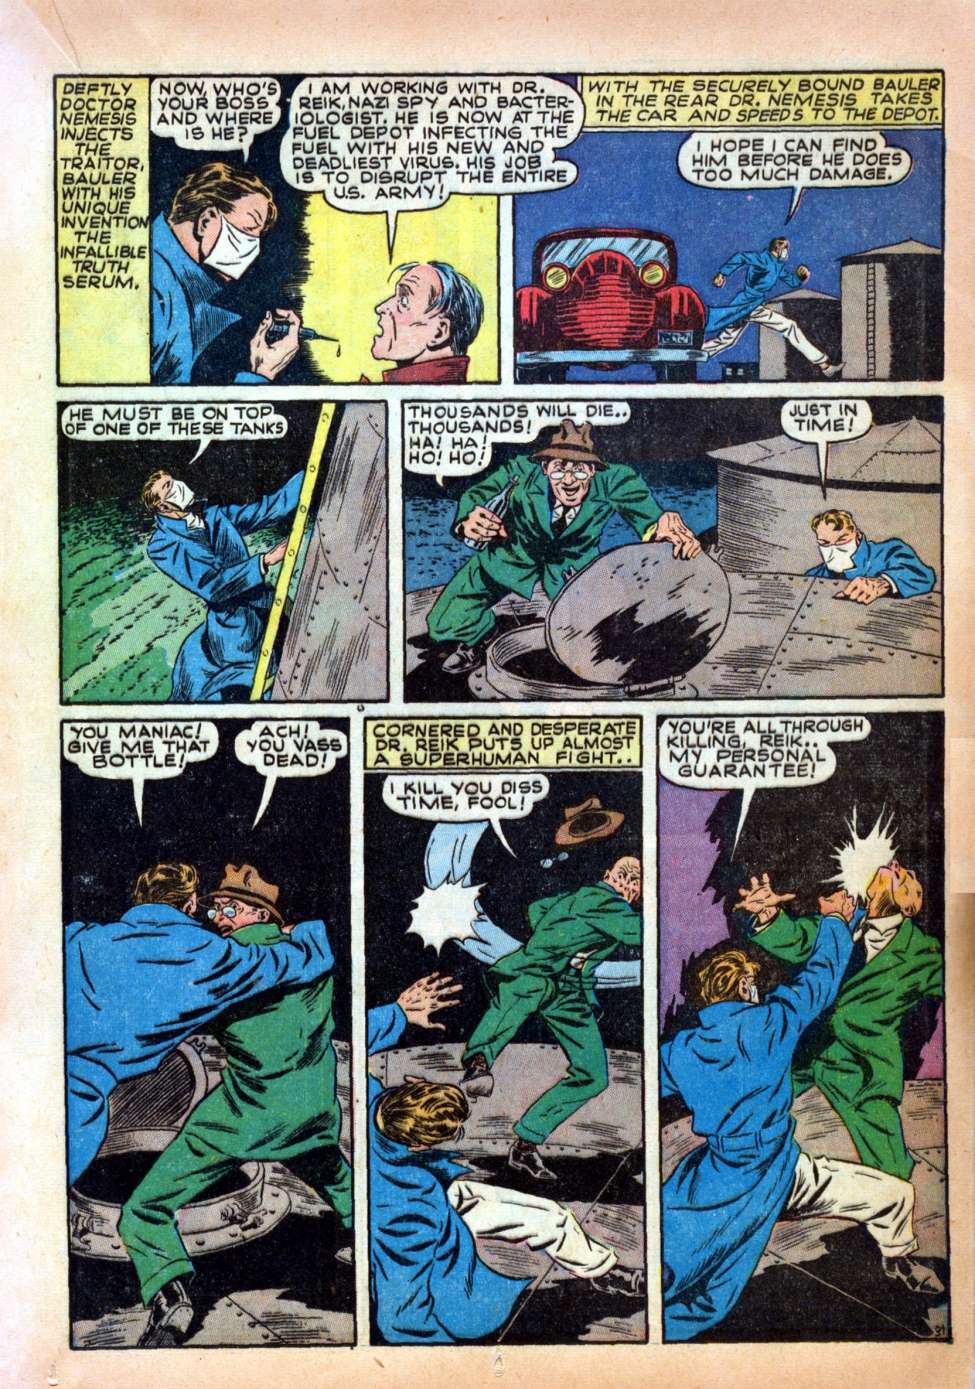 DEFTLY
DOCTOR
NEMESIS
INJECTS
THE
TRAITOR,
BAULER
WITH HIS
UNIQUE
INVENTION
THE
INFALLIBLE
TRUTH
SERUM.
NOW, WHO'S
YOUR BOSS
AND WHERE
IS HE?
I AM WORKING WITH DR.
REIK, NAZI SPY AND BACTER-
IOLOGIST. HE IS NOW AT THE
FUEL DEPOT INFECTING THE
FUEL WITH HIS NEW AND
DEADLIEST VIRUS. HIS JOB
IS TO DISRUPT THE ENTIRE
U.S. ARMY!
WITH THE SECURELY BOUND BAULER
IN THE REAR DR. NEMESIS TAKES
THE CAR AND SPEEDS TO THE DEPOT.
I HOPE I CAN FIND
HIM BEFORE HE DOES
TOO MUCH DAMAGE.
HE MUST BE ON TOP
OF ONE OF THESE TANKS
THOUSANDS WILL DIE..
THOUSANDS!
HA! HA!
HO! HO!
JUST IN
TIME!
YOU MANIAC!
GIVE ME THAT
BOTTLE!
ACH!
YOU VASS
DEAD!
CORNERED AND DESPERATE
DR. REIK PUTS UP ALMOST
A SUPERHUMAN FIGHT..
I KILL YOU DISS
TIME, FOOL!
YOU'RE ALL THROUGH
KILLING, REIK..
MY PERSONAL
GUARANTEE!